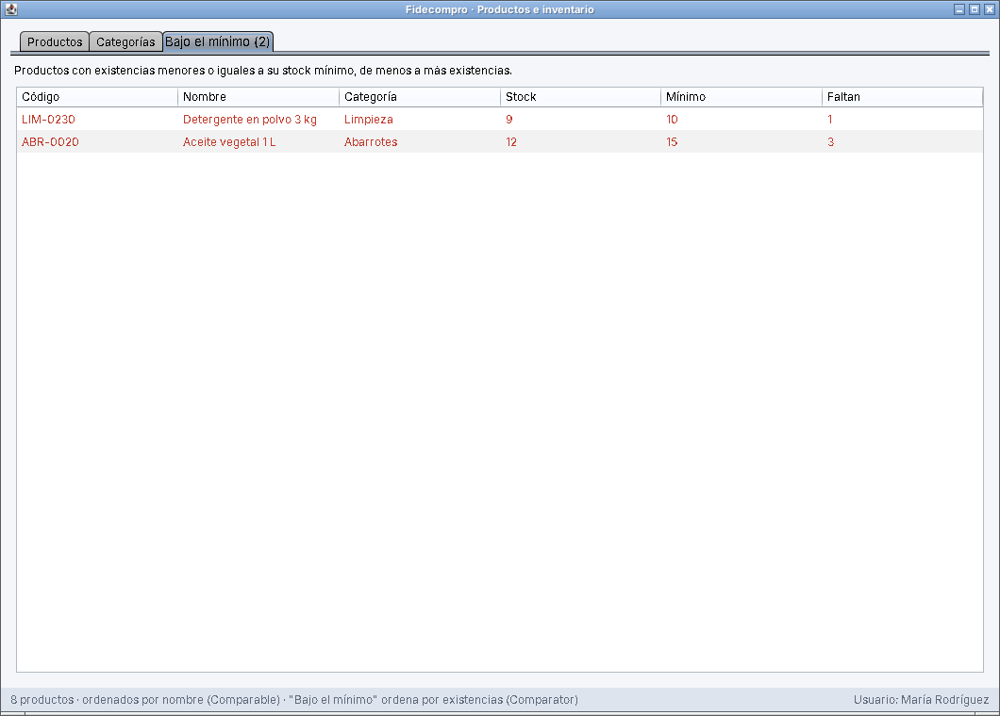 Fidecompro · Productos e inventario
Productos Categorías Bajo el mínimo (2)
Productos con existencias menores o iguales a su stock mínimo, de menos a más existencias.
Código Nombre Categoría Stock Mínimo Faltan
LIM-0230 Detergente en polvo 3 kg Limpieza 9 10 1
ABR-0020 Aceite vegetal 1 L Abarrotes 12 15 3
8 productos · ordenados por nombre (Comparable) · "Bajo el mínimo" ordena por existencias (Comparator) Usuario: María Rodríguez